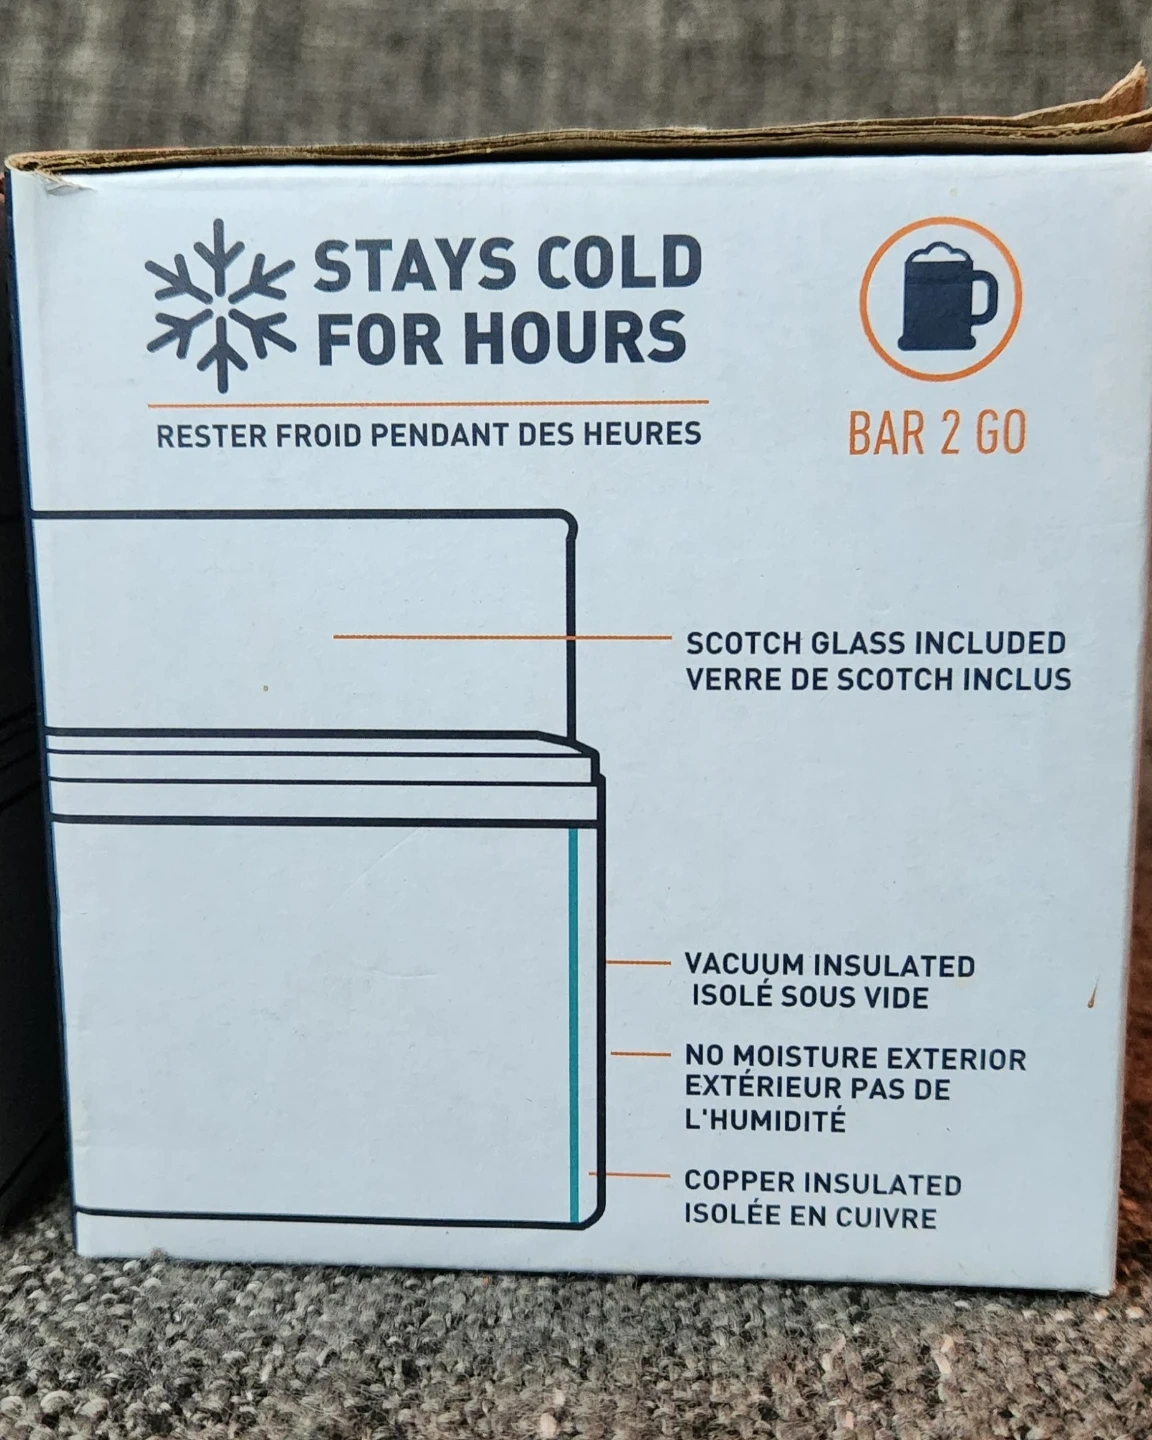 STAYS COLD
FOR HOURS
RESTER FROID PENDANT DES HEURES
BAR 2 GO
SCOTCH GLASS INCLUDED
VERRE DE SCOTCH INCLUS
VACUUM INSULATED
ISOLÉ SOUS VIDE
NO MOISTURE EXTERIOR
EXTÉRIEUR PAS DE
L'HUMIDITÉ
COPPER INSULATED
ISOLÉE EN CUIVRE